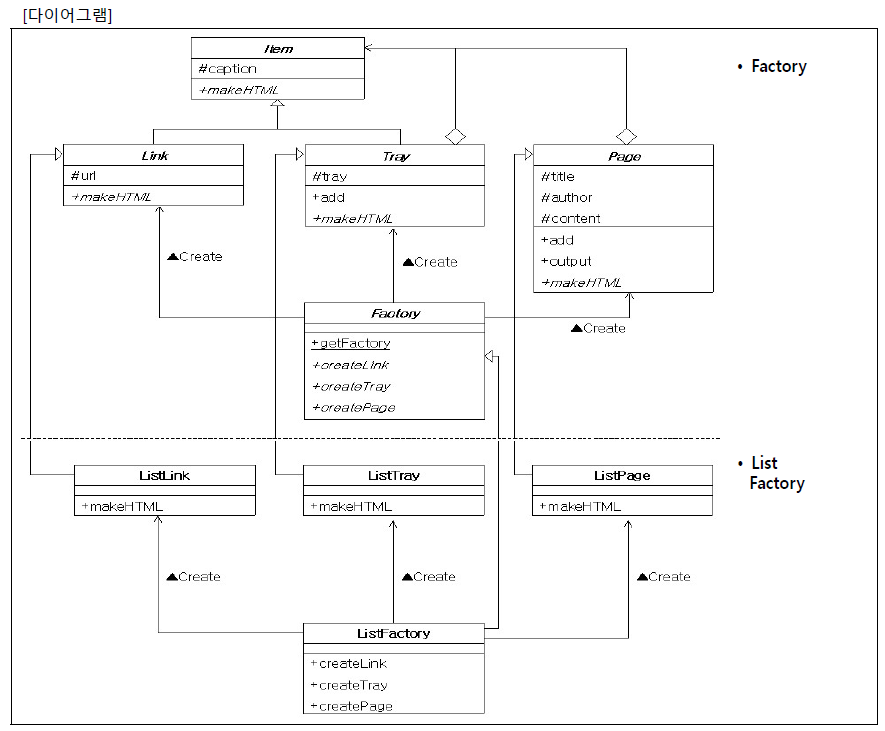 [다이어그램]
Item
#caption
+makeHTML
• Factory
Link
#url
+makeHTML
Tray
#tray
+add
+makeHTML
Page
#title
#author
#content
+add
+output
+makeHTML
▲Create
▲Create
▲Create
Factory
+getFactory
+createLink
+createTray
+createPage
• List
Factory
ListLink
+makeHTML
ListTray
+makeHTML
ListPage
+makeHTML
▲Create
▲Create
▲Create
ListFactory
+createLink
+createTray
+createPage